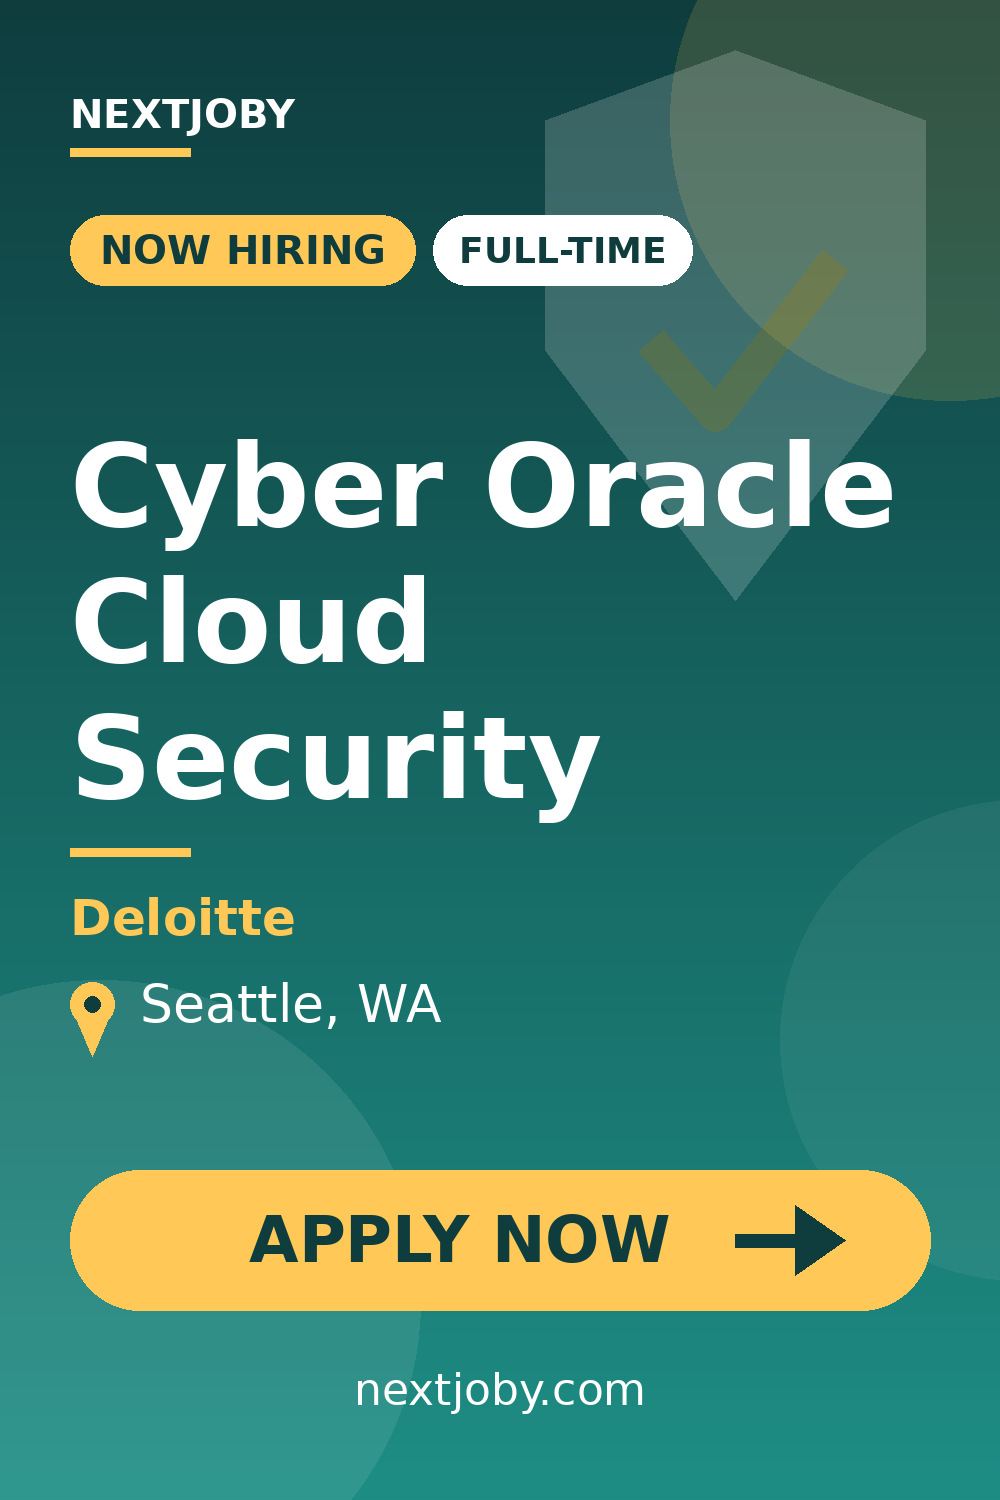 NEXTJOBY
NOW HIRING
FULL-TIME
Cyber Oracle
Cloud
Security
Deloitte
Seattle, WA
APPLY NOW
nextjoby.com